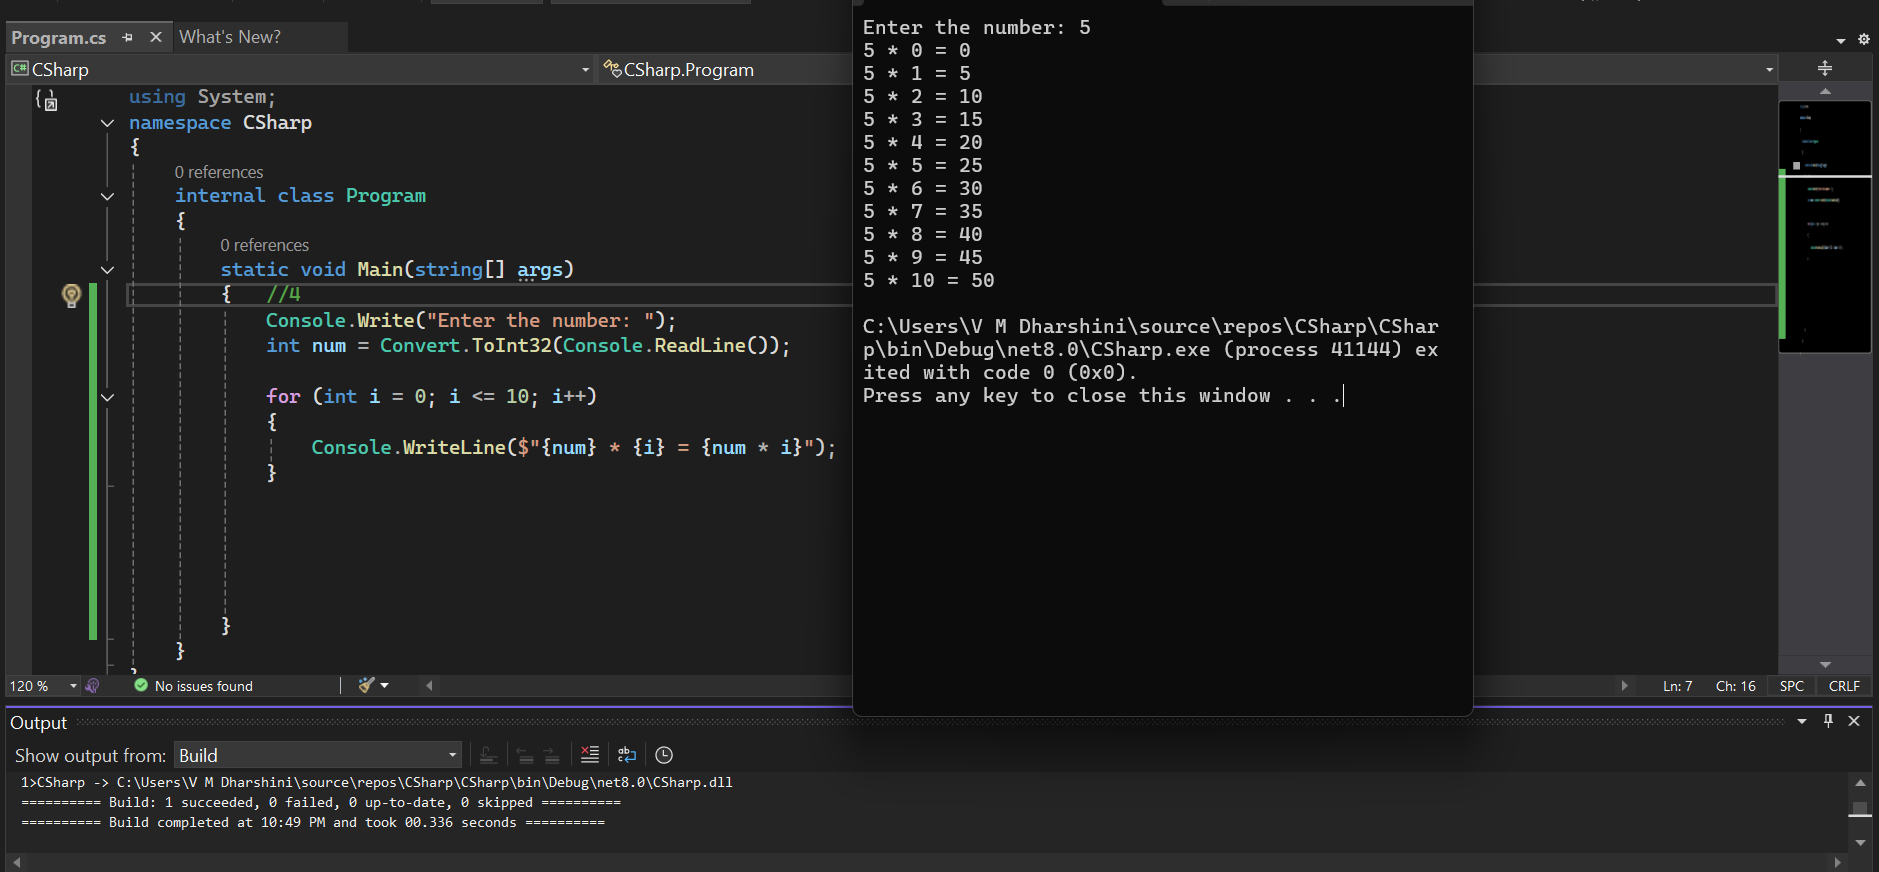 Program.cs
What's New?
C# CSharp
CSharp.Program
using System;
namespace CSharp
{
0 references
internal class Program
{
0 references
static void Main(string[] args)
{   //4
Console.Write("Enter the number: ");
int num = Convert.ToInt32(Console.ReadLine());
for (int i = 0; i <= 10; i++)
{
Console.WriteLine($"{num} * {i} = {num * i}");
}
}
}
Enter the number: 5
5 * 0 = 0
5 * 1 = 5
5 * 2 = 10
5 * 3 = 15
5 * 4 = 20
5 * 5 = 25
5 * 6 = 30
5 * 7 = 35
5 * 8 = 40
5 * 9 = 45
5 * 10 = 50
C:\Users\V M Dharshini\source\repos\CSharp\CShar
p\bin\Debug\net8.0\CSharp.exe (process 41144) ex
ited with code 0 (0x0).
Press any key to close this window . . .
120 %
No issues found
Ln: 7 Ch: 16 SPC CRLF
Output
Show output from: Build
1>CSharp -> C:\Users\V M Dharshini\source\repos\CSharp\CSharp\bin\Debug\net8.0\CSharp.dll
========== Build: 1 succeeded, 0 failed, 0 up-to-date, 0 skipped ==========
========== Build completed at 10:49 PM and took 00.336 seconds ==========